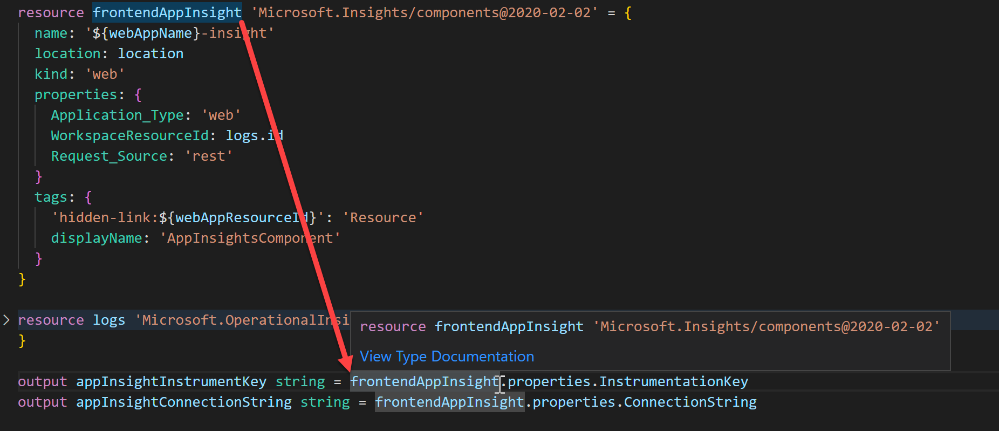 resource frontendAppInsight 'Microsoft.Insights/components@2020-02-02' = {
name: '${webAppName}-insight'
location: location
kind: 'web'
properties: {
Application_Type: 'web'
WorkspaceResourceId: logs.id
Request_Source: 'rest'
}
tags: {
'hidden-link:${webAppResourceId}': 'Resource'
displayName: 'AppInsightsComponent'
}
}
resource logs 'Microsoft.OperationalInsi
resource frontendAppInsight 'Microsoft.Insights/components@2020-02-02'
}
View Type Documentation
output appInsightInstrumentKey string = frontendAppInsight.properties.InstrumentationKey
output appInsightConnectionString string = frontendAppInsight.properties.ConnectionString